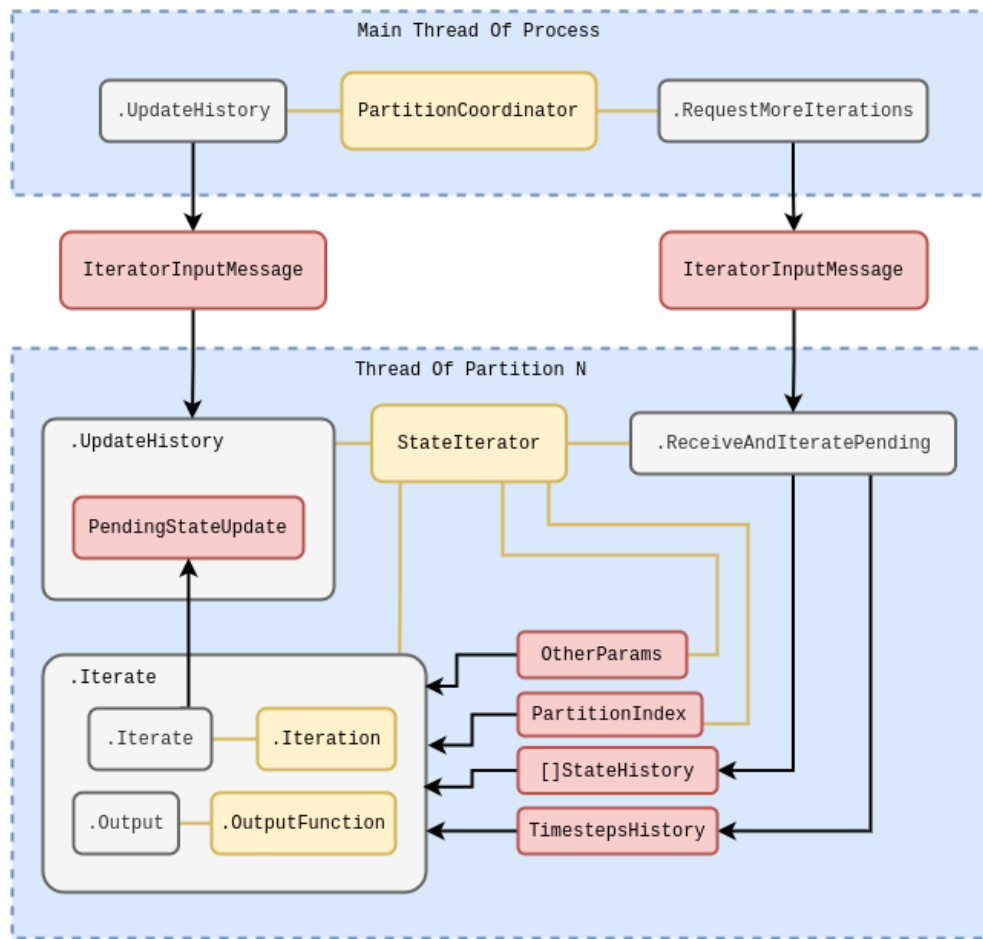 Main Thread Of Process
.UpdateHistory
PartitionCoordinator
.RequestMoreIterations
IteratorInputMessage
IteratorInputMessage
Thread Of Partition N
.UpdateHistory
StateIterator
.ReceiveAndIteratePending
PendingStateUpdate
OtherParams
.Iterate
PartitionIndex
.Iterate
.Iteration
[]StateHistory
.Output
.OutputFunction
TimestepsHistory